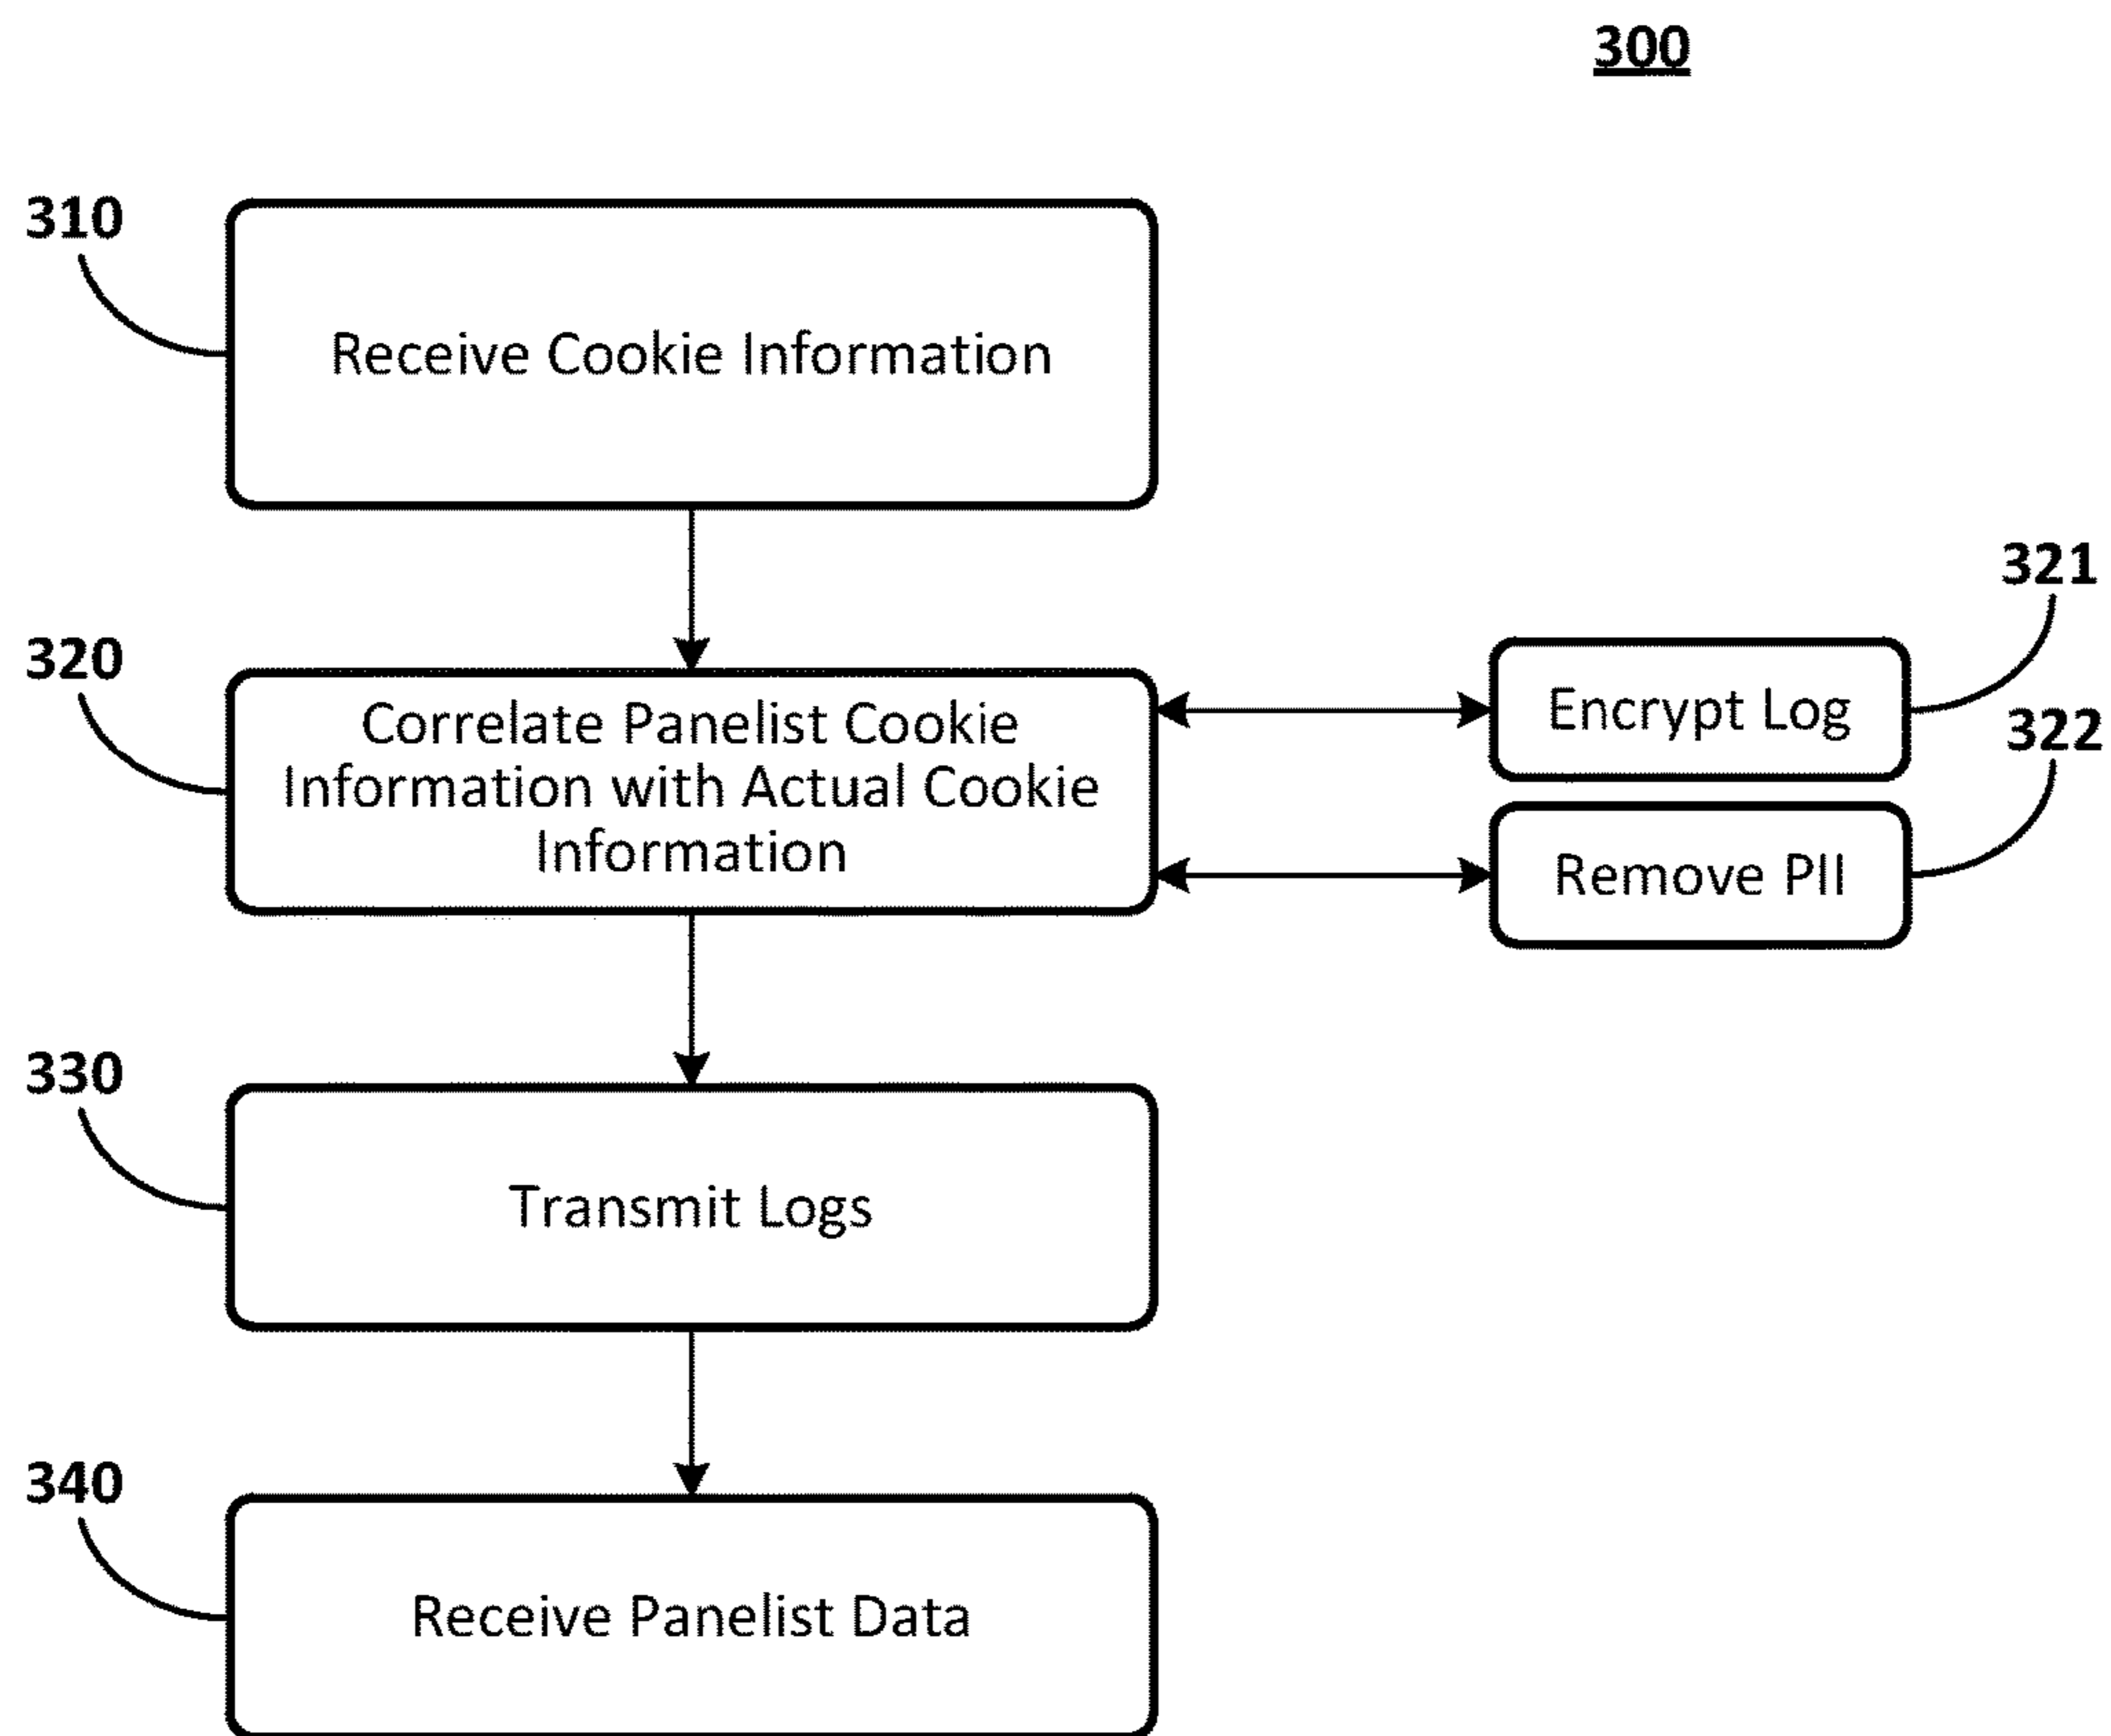 300
310
Receive Cookie Information
321
320
Correlate Panelist Cookie
Information with Actual Cookie
Information
Encrypt Log
322
Remove PII
330
Transmit Logs
340
Receive Panelist Data